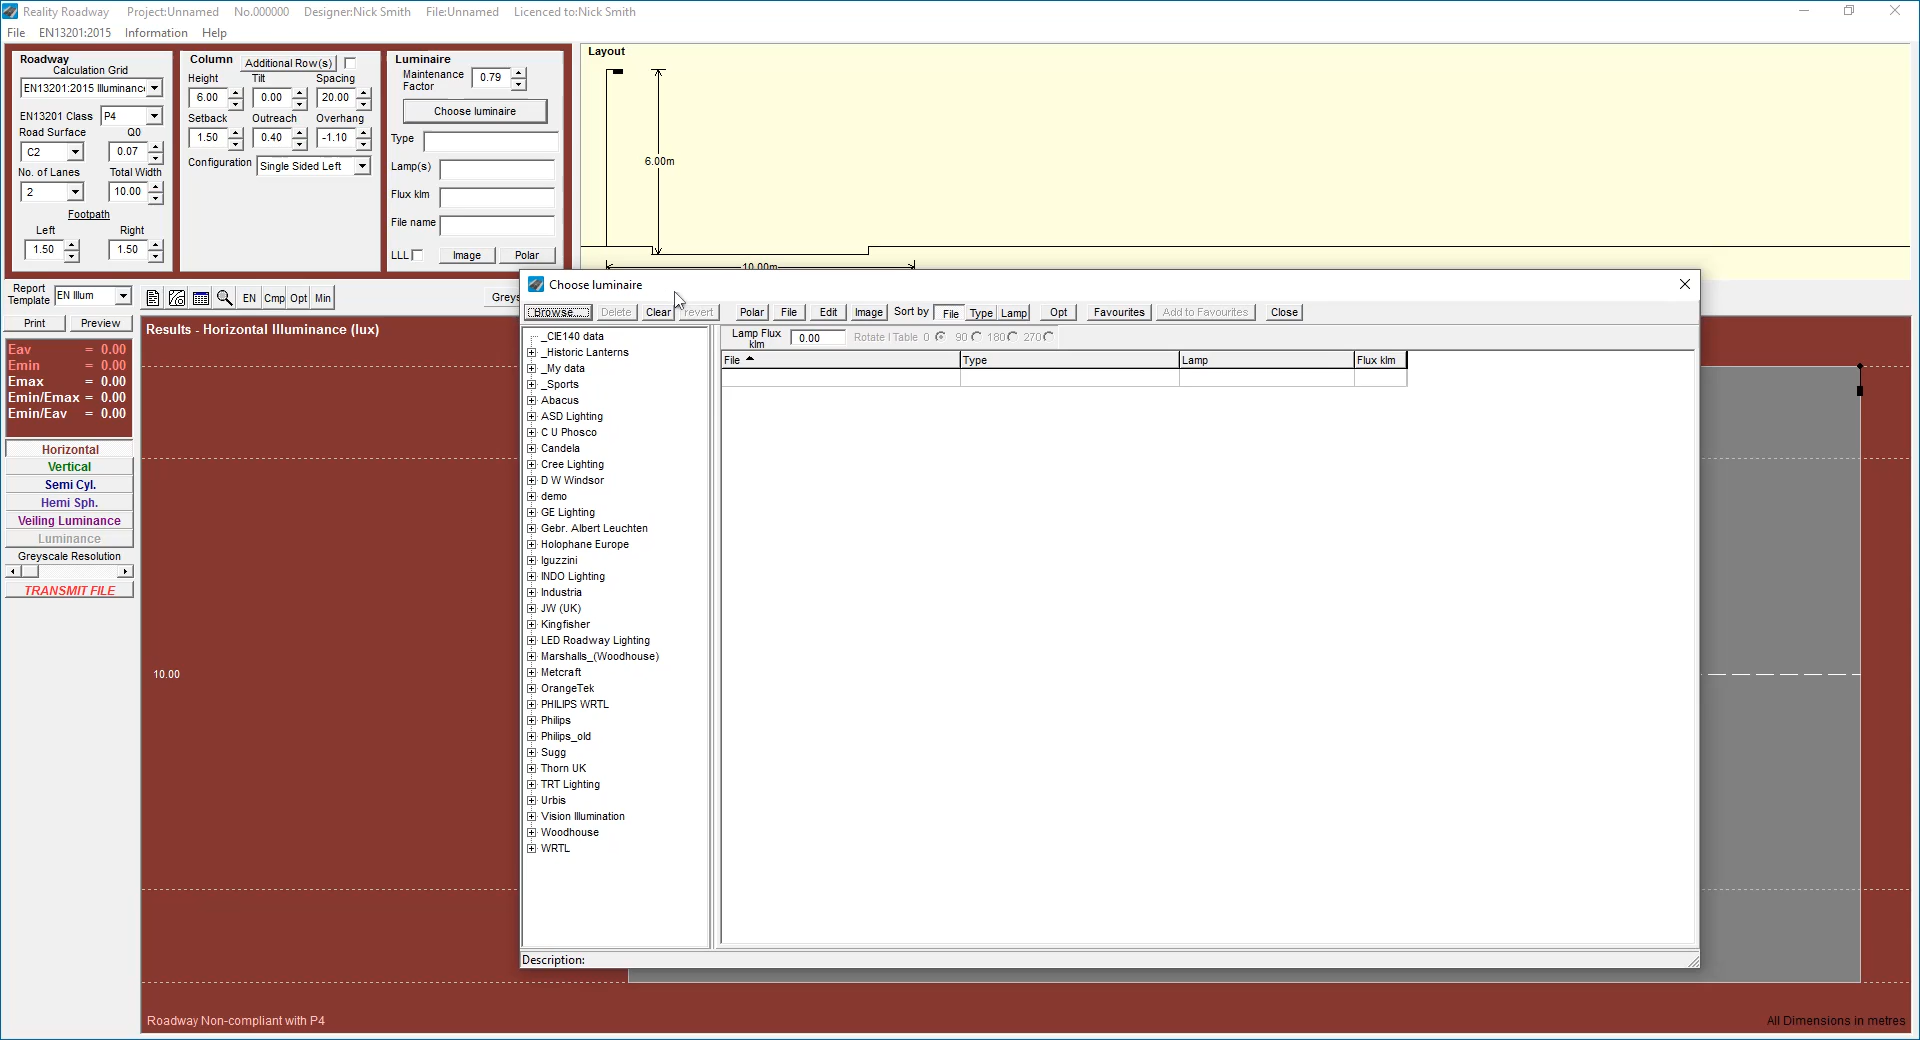 Reality Roadway Project:Unnamed No.000000 Designer:Nick Smith File:Unnamed Licenced to:Nick Smith
File EN13201:2015 Information Help
Roadway
Calculation Grid
EN13201:2015 Illuminanc
EN13201 Class P4
Road Surface Q0
C2 0.07
No. of Lanes Total Width
2 10.00
Footpath
Left Right
1.50 1.50
Column Additional Row(s)
Height Tilt Spacing
6.00 0.00 20.00
Setback Outreach Overhang
1.50 0.40 -1.10
Configuration Single Sided Left
Luminaire
Maintenance Factor 0.79
Choose luminaire
Type
Lamp(s)
Flux klm
File name
LLL Image Polar
Layout
6.00m
10.00m
Report Template EN Illum EN Cmp Opt Min Greys
Print Preview
Eav = 0.00
Emin = 0.00
Emax = 0.00
Emin/Emax = 0.00
Emin/Eav = 0.00
Horizontal
Vertical
Semi Cyl.
Hemi Sph.
Veiling Luminance
Luminance
Greyscale Resolution
TRANSMIT FILE
Results - Horizontal Illuminance (lux)
10.00
Roadway Non-compliant with P4
All Dimensions in metres
Choose luminaire
Browse... Delete Clear revert Polar File Edit Image Sort by File Type Lamp Opt Favourites Add to Favourites Close
_CIE140 data
_Historic Lanterns
_My data
_Sports
Abacus
ASD Lighting
C U Phosco
Candela
Cree Lighting
D W Windsor
demo
GE Lighting
Gebr. Albert Leuchten
Holophane Europe
Iguzzini
INDO Lighting
Industria
JW (UK)
Kingfisher
LED Roadway Lighting
Marshalls_(Woodhouse)
Metcraft
OrangeTek
PHILIPS WRTL
Philips
Philips_old
Sugg
Thorn UK
TRT Lighting
Urbis
Vision Illumination
Woodhouse
WRTL
Lamp Flux klm 0.00 Rotate I Table 0 90 180 270
File Type Lamp Flux klm
Description: